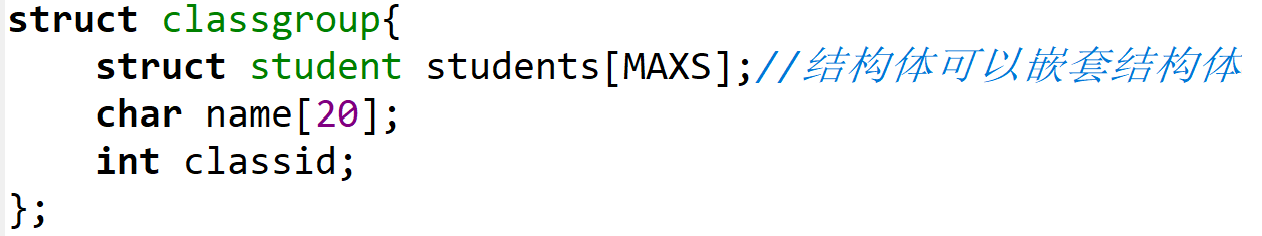 struct classgroup{
    struct student students[MAXS];//结构体可以嵌套结构体
    char name[20];
    int classid;
};